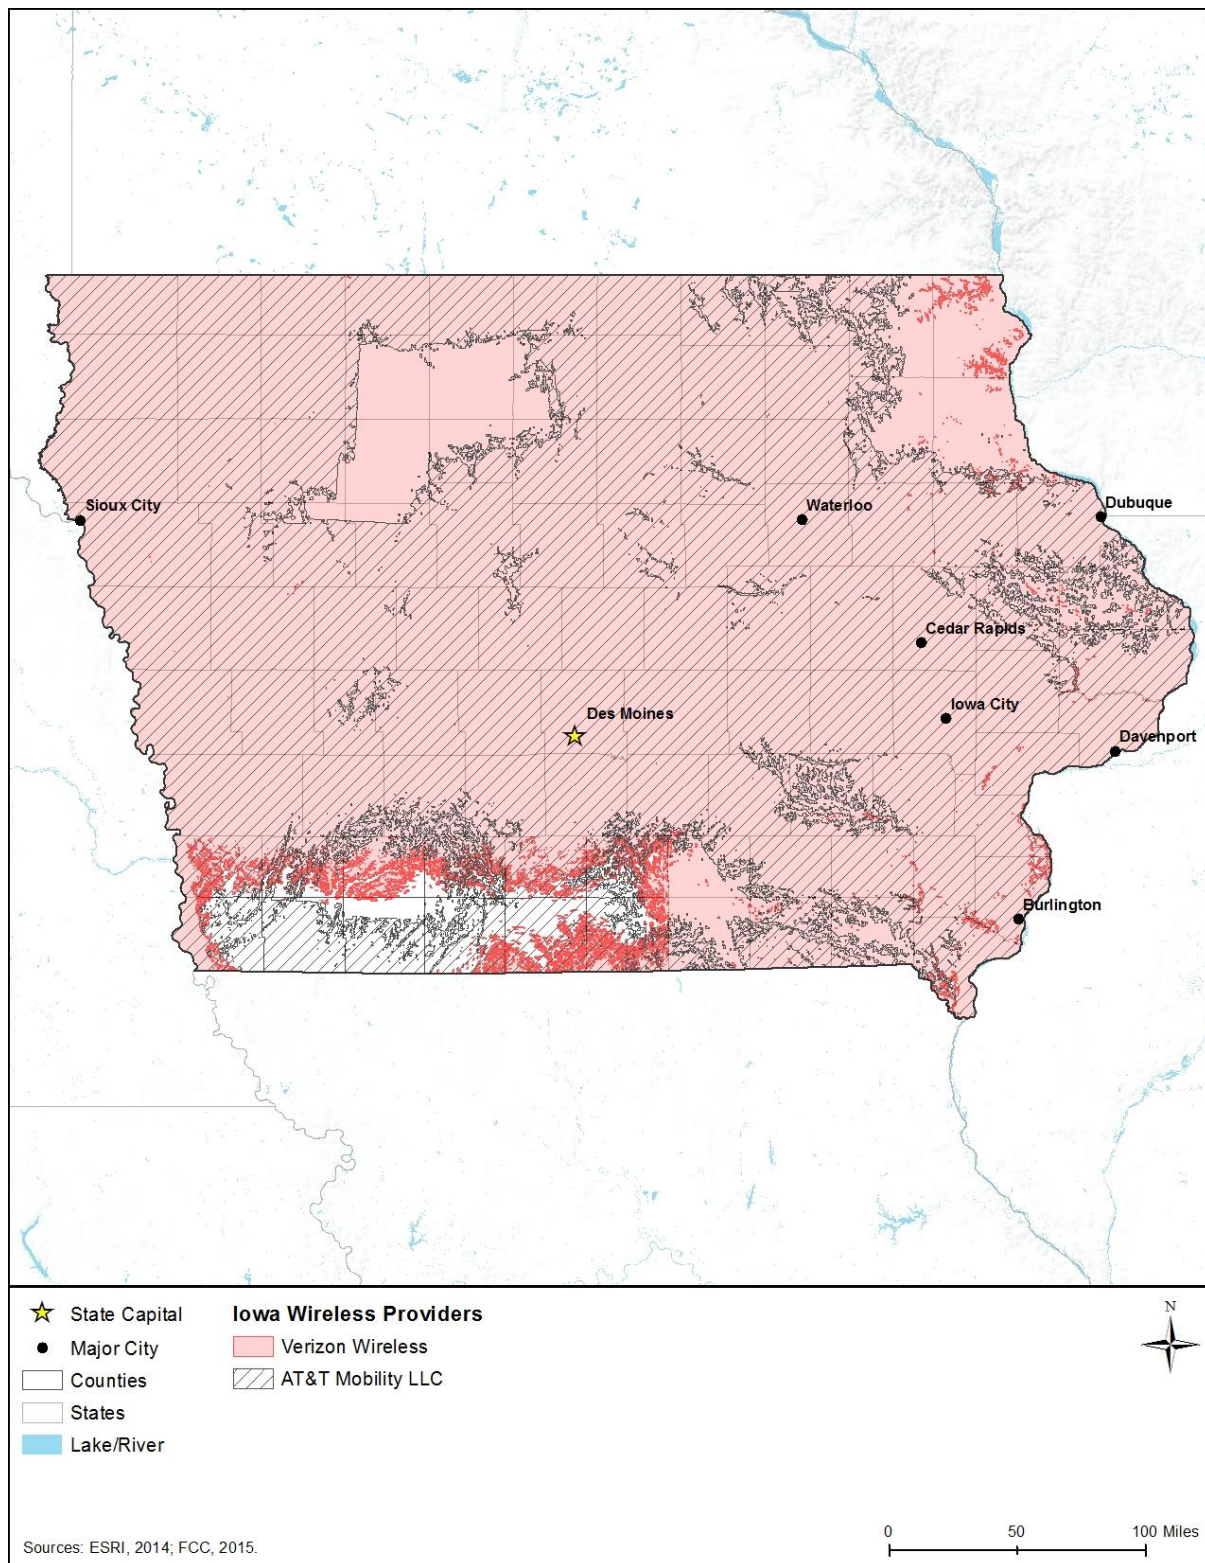 Sioux City
Waterloo
Dubuque
Cedar Rapids
Iowa City
Des Moines
Davenport
Burlington
State Capital
Iowa Wireless Providers
N
Major City
Verizon Wireless
Counties
AT&T Mobility LLC
States
Lake/River
0 50 100 Miles
Sources: ESRI, 2014; FCC, 2015.